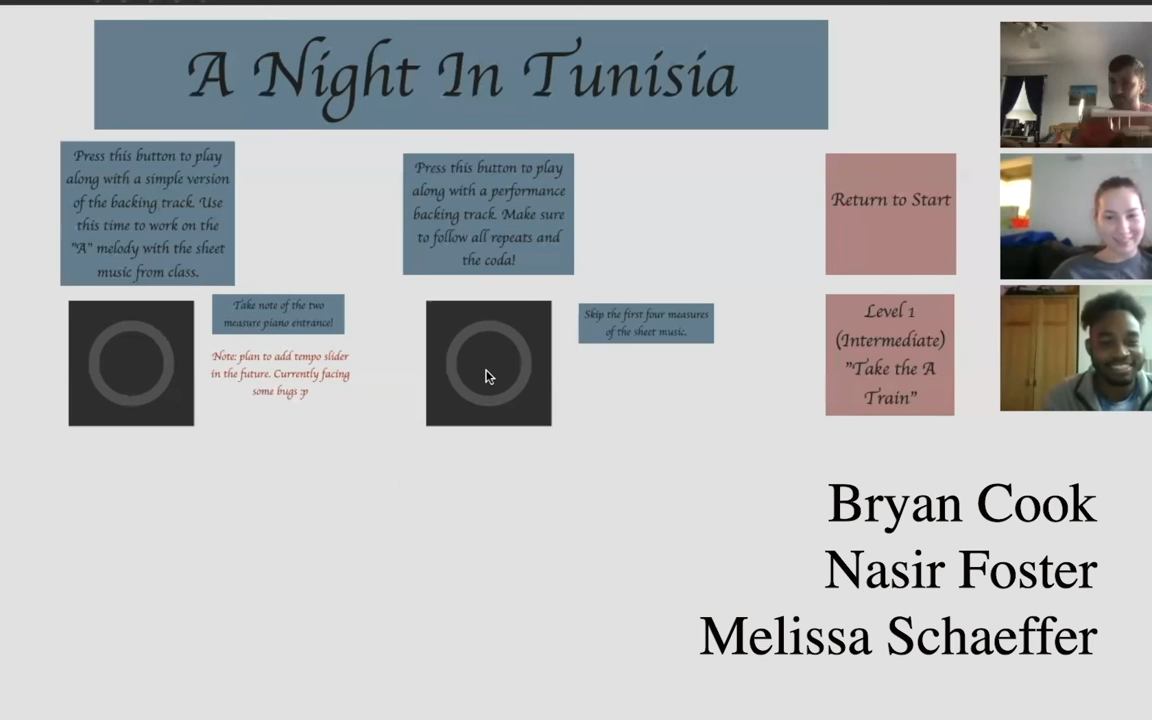 A Night In Tunisia
Press this button to play
along with a simple version
of the backing track. Use
this time to work on the
"A" melody with the sheet
music from class.
Press this button to play
along with a performance
backing track. Make sure
to follow all repeats and
the coda!
Return to Start
Take note of the two
measure piano entrance!
Note: plan to add tempo slider
in the future. Currently facing
some bugs :p
Skip the first four measures
of the sheet music.
Level 1
(Intermediate)
"Take the A
Train"
Bryan Cook
Nasir Foster
Melissa Schaeffer